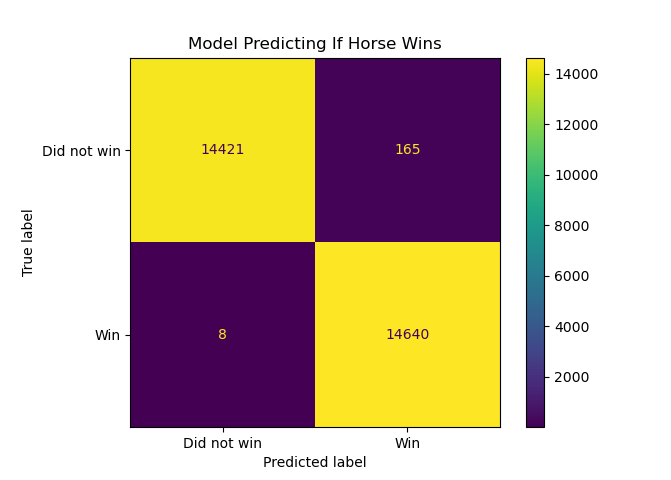 Model Predicting If Horse Wins
True label
Did not win
14421
165
Win
8
14640
Did not win
Win
Predicted label
14000
12000
10000
8000
6000
4000
2000